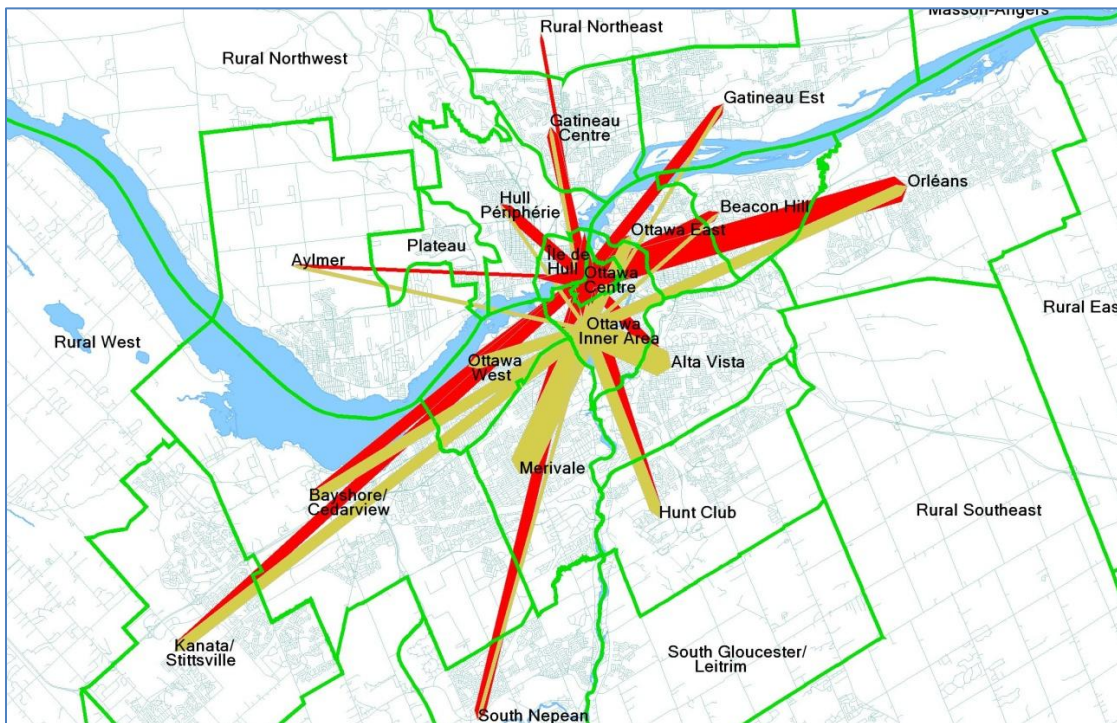 Masson-Angers
Rural Northeast
Rural Northwest
Gatineau Est
Gatineau
Centre
Orléans
Hull
Périphérie
Beacon Hill
Ottawa East
Plateau
Île de
Hull
Aylmer
Ottawa
Centre
Rural East
Rural West
Ottawa
Inner Area
Ottawa
West
Alta Vista
Merivale
Bayshore/
Cedarview
Hunt Club
Rural Southeast
Kanata/
Stittsville
South Gloucester/
Leitrim
South Nepean